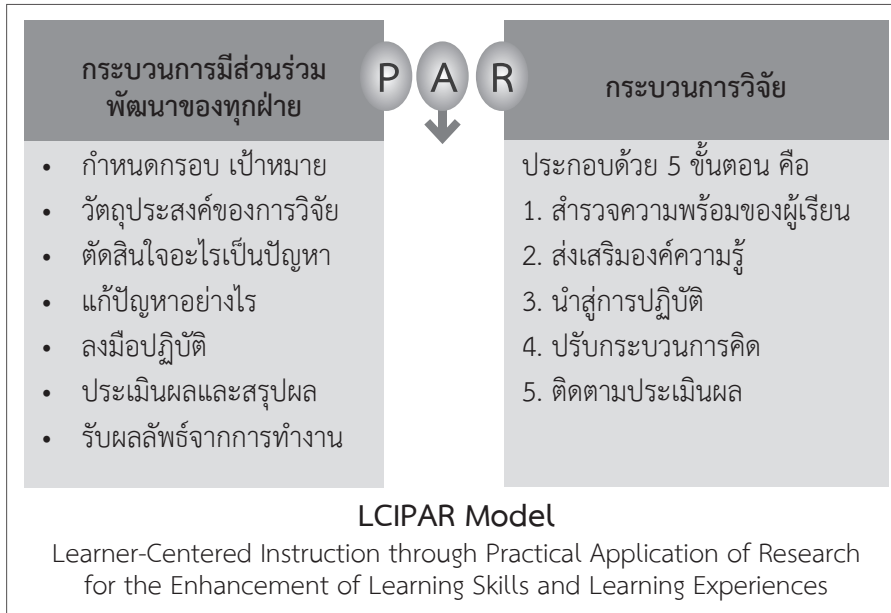 กระบวนการมีส่วนร่วม
พัฒนาของทุกฝ่าย
• กำหนดกรอบ เป้าหมาย
• วัตถุประสงค์ของการวิจัย
• ตัดสินใจอะไรเป็นปัญหา
• แก้ปัญหาอย่างไร
• ลงมือปฏิบัติ
• ประเมินผลและสรุปผล
• รับผลลัพธ์จากการทำงาน
P A R
กระบวนการวิจัย
ประกอบด้วย 5 ขั้นตอน คือ
1. สำรวจความพร้อมของผู้เรียน
2. ส่งเสริมองค์ความรู้
3. นำสู่การปฏิบัติ
4. ปรับกระบวนการคิด
5. ติดตามประเมินผล
LCIPAR Model
Learner-Centered Instruction through Practical Application of Research
for the Enhancement of Learning Skills and Learning Experiences